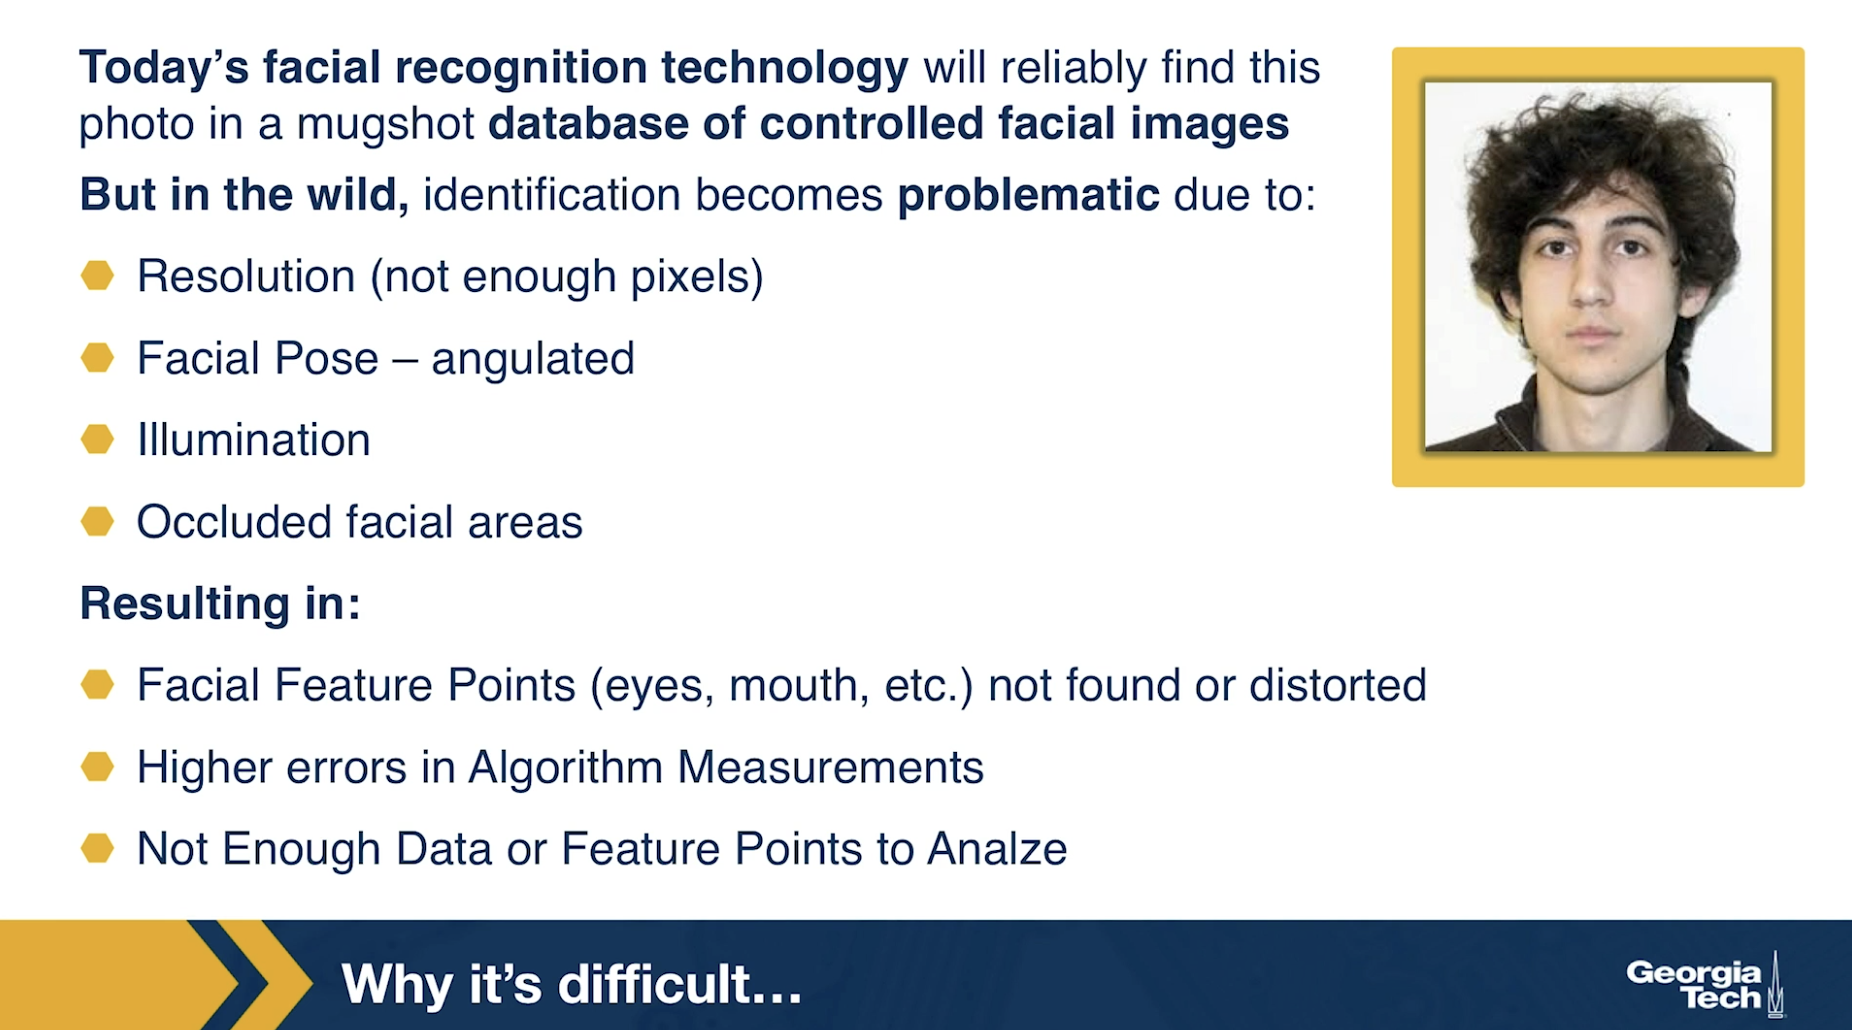 Today’s facial recognition technology will reliably find this
photo in a mugshot database of controlled facial images
But in the wild, identification becomes problematic due to:
Resolution (not enough pixels)
Facial Pose – angulated
Illumination
Occluded facial areas
Resulting in:
Facial Feature Points (eyes, mouth, etc.) not found or distorted
Higher errors in Algorithm Measurements
Not Enough Data or Feature Points to Analze
Why it’s difficult...
Georgia
Tech